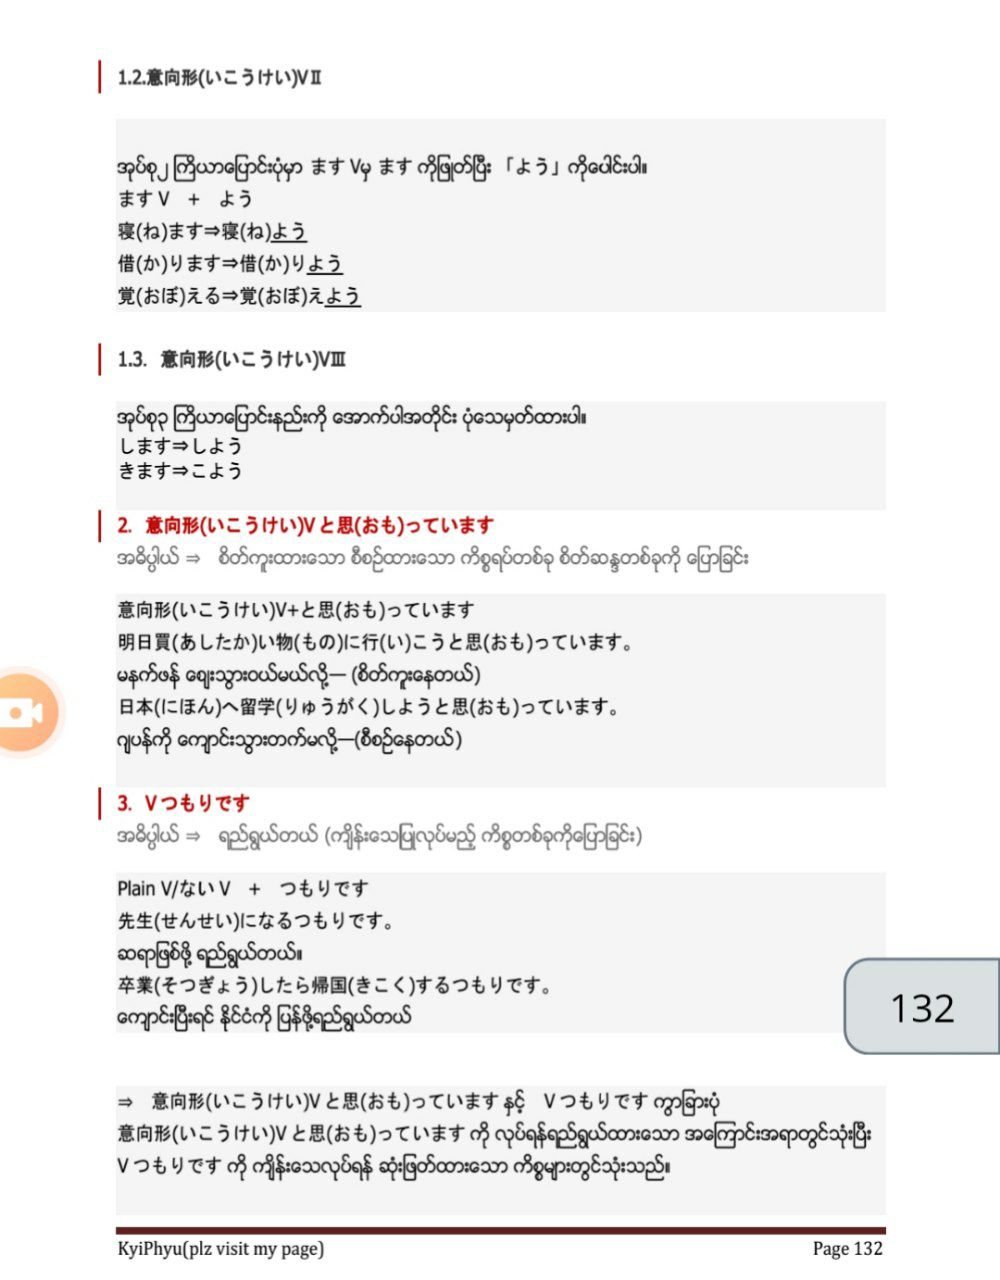 1.2.意向形(いこうけい)VⅡ
အုပ်စု၂ ကြိယာပြောင်းပုံမှာ ます Vမှ ます ကိုဖြုတ်ပြီး 「よう」ကိုပေါင်းပါ။
ます V + よう
寝(ね)ます⇒寝(ね)よう
借(か)ります⇒借(か)りよう
覚(おぼ)える⇒覚(おぼ)えよう
1.3. 意向形(いこうけい)VⅢ
အုပ်စု၃ ကြိယာပြောင်းနည်းကို အောက်ပါအတိုင်း ပုံသေမှတ်ထားပါ။
します⇒しよう
きます⇒こよう
2. 意向形(いこうけい)Vと思(おも)っています
အဓိပ္ပါယ် ⇒ စိတ်ကူးထားသော စီစဉ်ထားသော ကိစ္စရပ်တစ်ခု စိတ်ဆန္ဒတစ်ခုကို ပြောခြင်း
意向形(いこうけい)V+と思(おも)っています
明日買(あしたか)い物(もの)に行(い)こうと思(おも)っています。
မနက်ဖန် ဈေးသွားဝယ်မယ်လို့— (စိတ်ကူးနေတယ်)
日本(にほん)へ留学(りゅうがく)しようと思(おも)っています。
ဂျပန်ကို ကျောင်းသွားတက်မလို့—(စီစဉ်နေတယ်)
3. Vつもりです
အဓိပ္ပါယ် ⇒ ရည်ရွယ်တယ် (ကျိန်းသေပြုလုပ်မည့် ကိစ္စတစ်ခုကိုပြောခြင်း)
Plain V/ない V + つもりです
先生(せんせい)になるつもりです。
ဆရာဖြစ်ဖို့ ရည်ရွယ်တယ်။
卒業(そつぎょう)したら帰国(きこく)するつもりです。
ကျောင်းပြီးရင် နိုင်ငံကို ပြန်ဖို့ရည်ရွယ်တယ်
132
⇒ 意向形(いこうけい)Vと思(おも)っています နှင့် Vつもりです ကွာခြားပုံ
意向形(いこうけい)Vと思(おも)っています ကို လုပ်ရန်ရည်ရွယ်ထားသော အကြောင်းအရာတွင်သုံးပြီး
Vつもりです ကို ကျိန်းသေလုပ်ရန် ဆုံးဖြတ်ထားသော ကိစ္စများတွင်သုံးသည်။
KyiPhyu(plz visit my page) Page 132